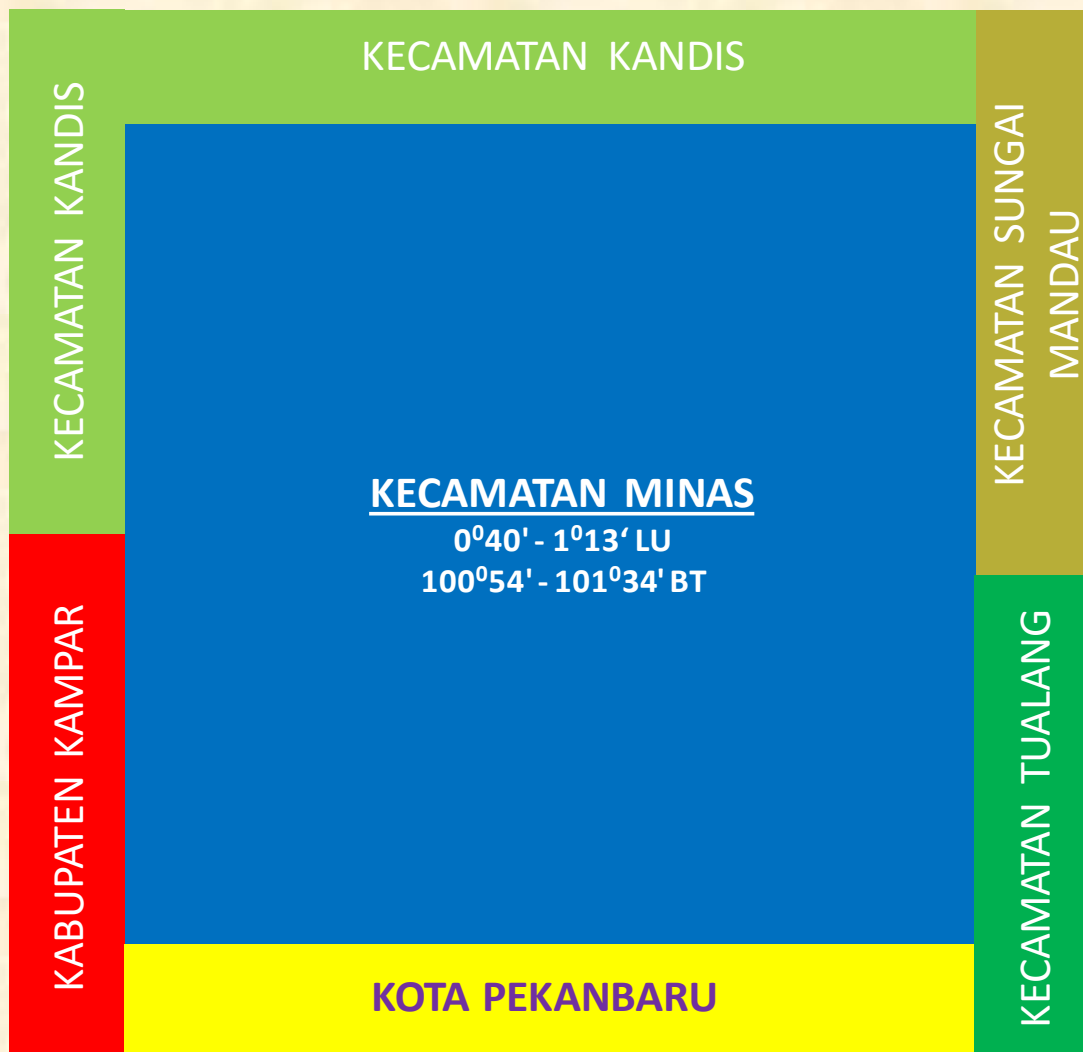 KECAMATAN KANDIS
KECAMATAN KANDIS
KECAMATAN SUNGAI
MANDAU
KECAMATAN MINAS
0⁰40' - 1⁰13‘ LU
100⁰54' - 101⁰34' BT
KABUPATEN KAMPAR
KECAMATAN TUALANG
KOTA PEKANBARU